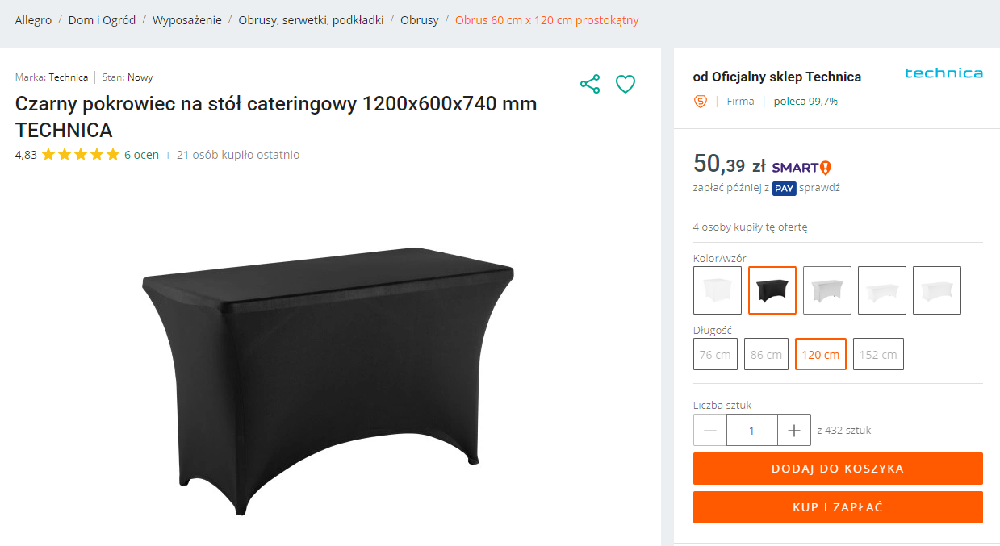 Allegro / Dom i Ogród / Wyposażenie / Obrusy, serwetki, podkładki / Obrusy / Obrus 60 cm x 120 cm prostokątny
Marka: Technica | Stan: Nowy
Czarny pokrowiec na stół cateringowy 1200x600x740 mm
TECHNICA
4,83 6 ocen | 21 osób kupiło ostatnio
od Oficjalny sklep Technica
technica
S | Firma | poleca 99,7%
50,39 zł SMART!
zapłać później z PAY sprawdź
4 osoby kupiły tę ofertę
Kolor/wzór
Długość
76 cm 86 cm 120 cm 152 cm
Liczba sztuk
— 1 + z 432 sztuk
DODAJ DO KOSZYKA
KUP I ZAPŁAĆ